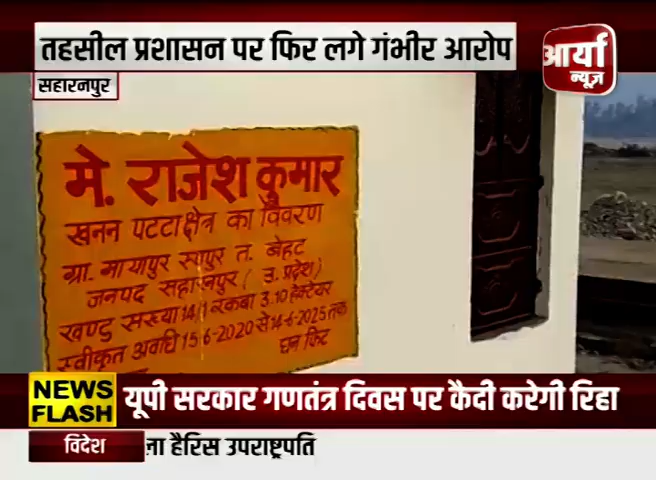 तहसील प्रशासन पर फिर लगे गंभीर आरोप
आर्या
न्यूज़
सहारनपुर
मे. राजेश कुमार
खनन पटटा क्षेत्र का विवरण
ग्रा. मायापुर रूपुर त. बेहट
जनपद सहारनपुर ( उ. प्रदेश)
खण्ड सख्या 14/1 रकबा 3.10 हेक्टेयर
स्वीकृत अवधि 15-6-2020 से 14-6-2025 तक
घन मिट
NEWS
FLASH
यूपी सरकार गणतंत्र दिवस पर कैदी करेगी रिहा
विदेश
ला हैरिस उपराष्ट्रपति